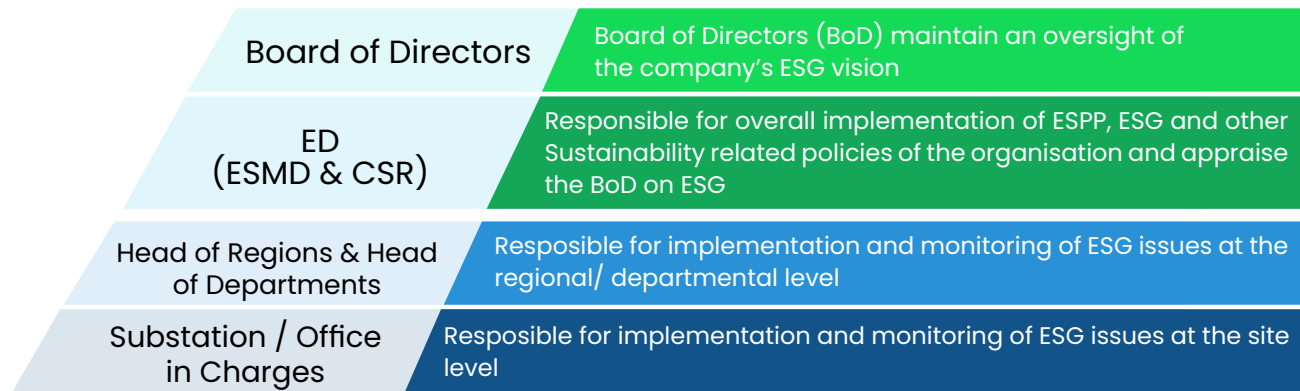 Board of Directors
Board of Directors (BoD) maintain an oversight of
the company's ESG vision
ED
(ESMD & CSR)
Responsible for overall implementation of ESPP, ESG and other
Sustainability related policies of the organisation and appraise
the BoD on ESG
Head of Regions & Head
of Departments
Resposible for implementation and monitoring of ESG issues at the
regional/ departmental level
Substation / Office
in Charges
Resposible for implementation and monitoring of ESG issues at the site
level